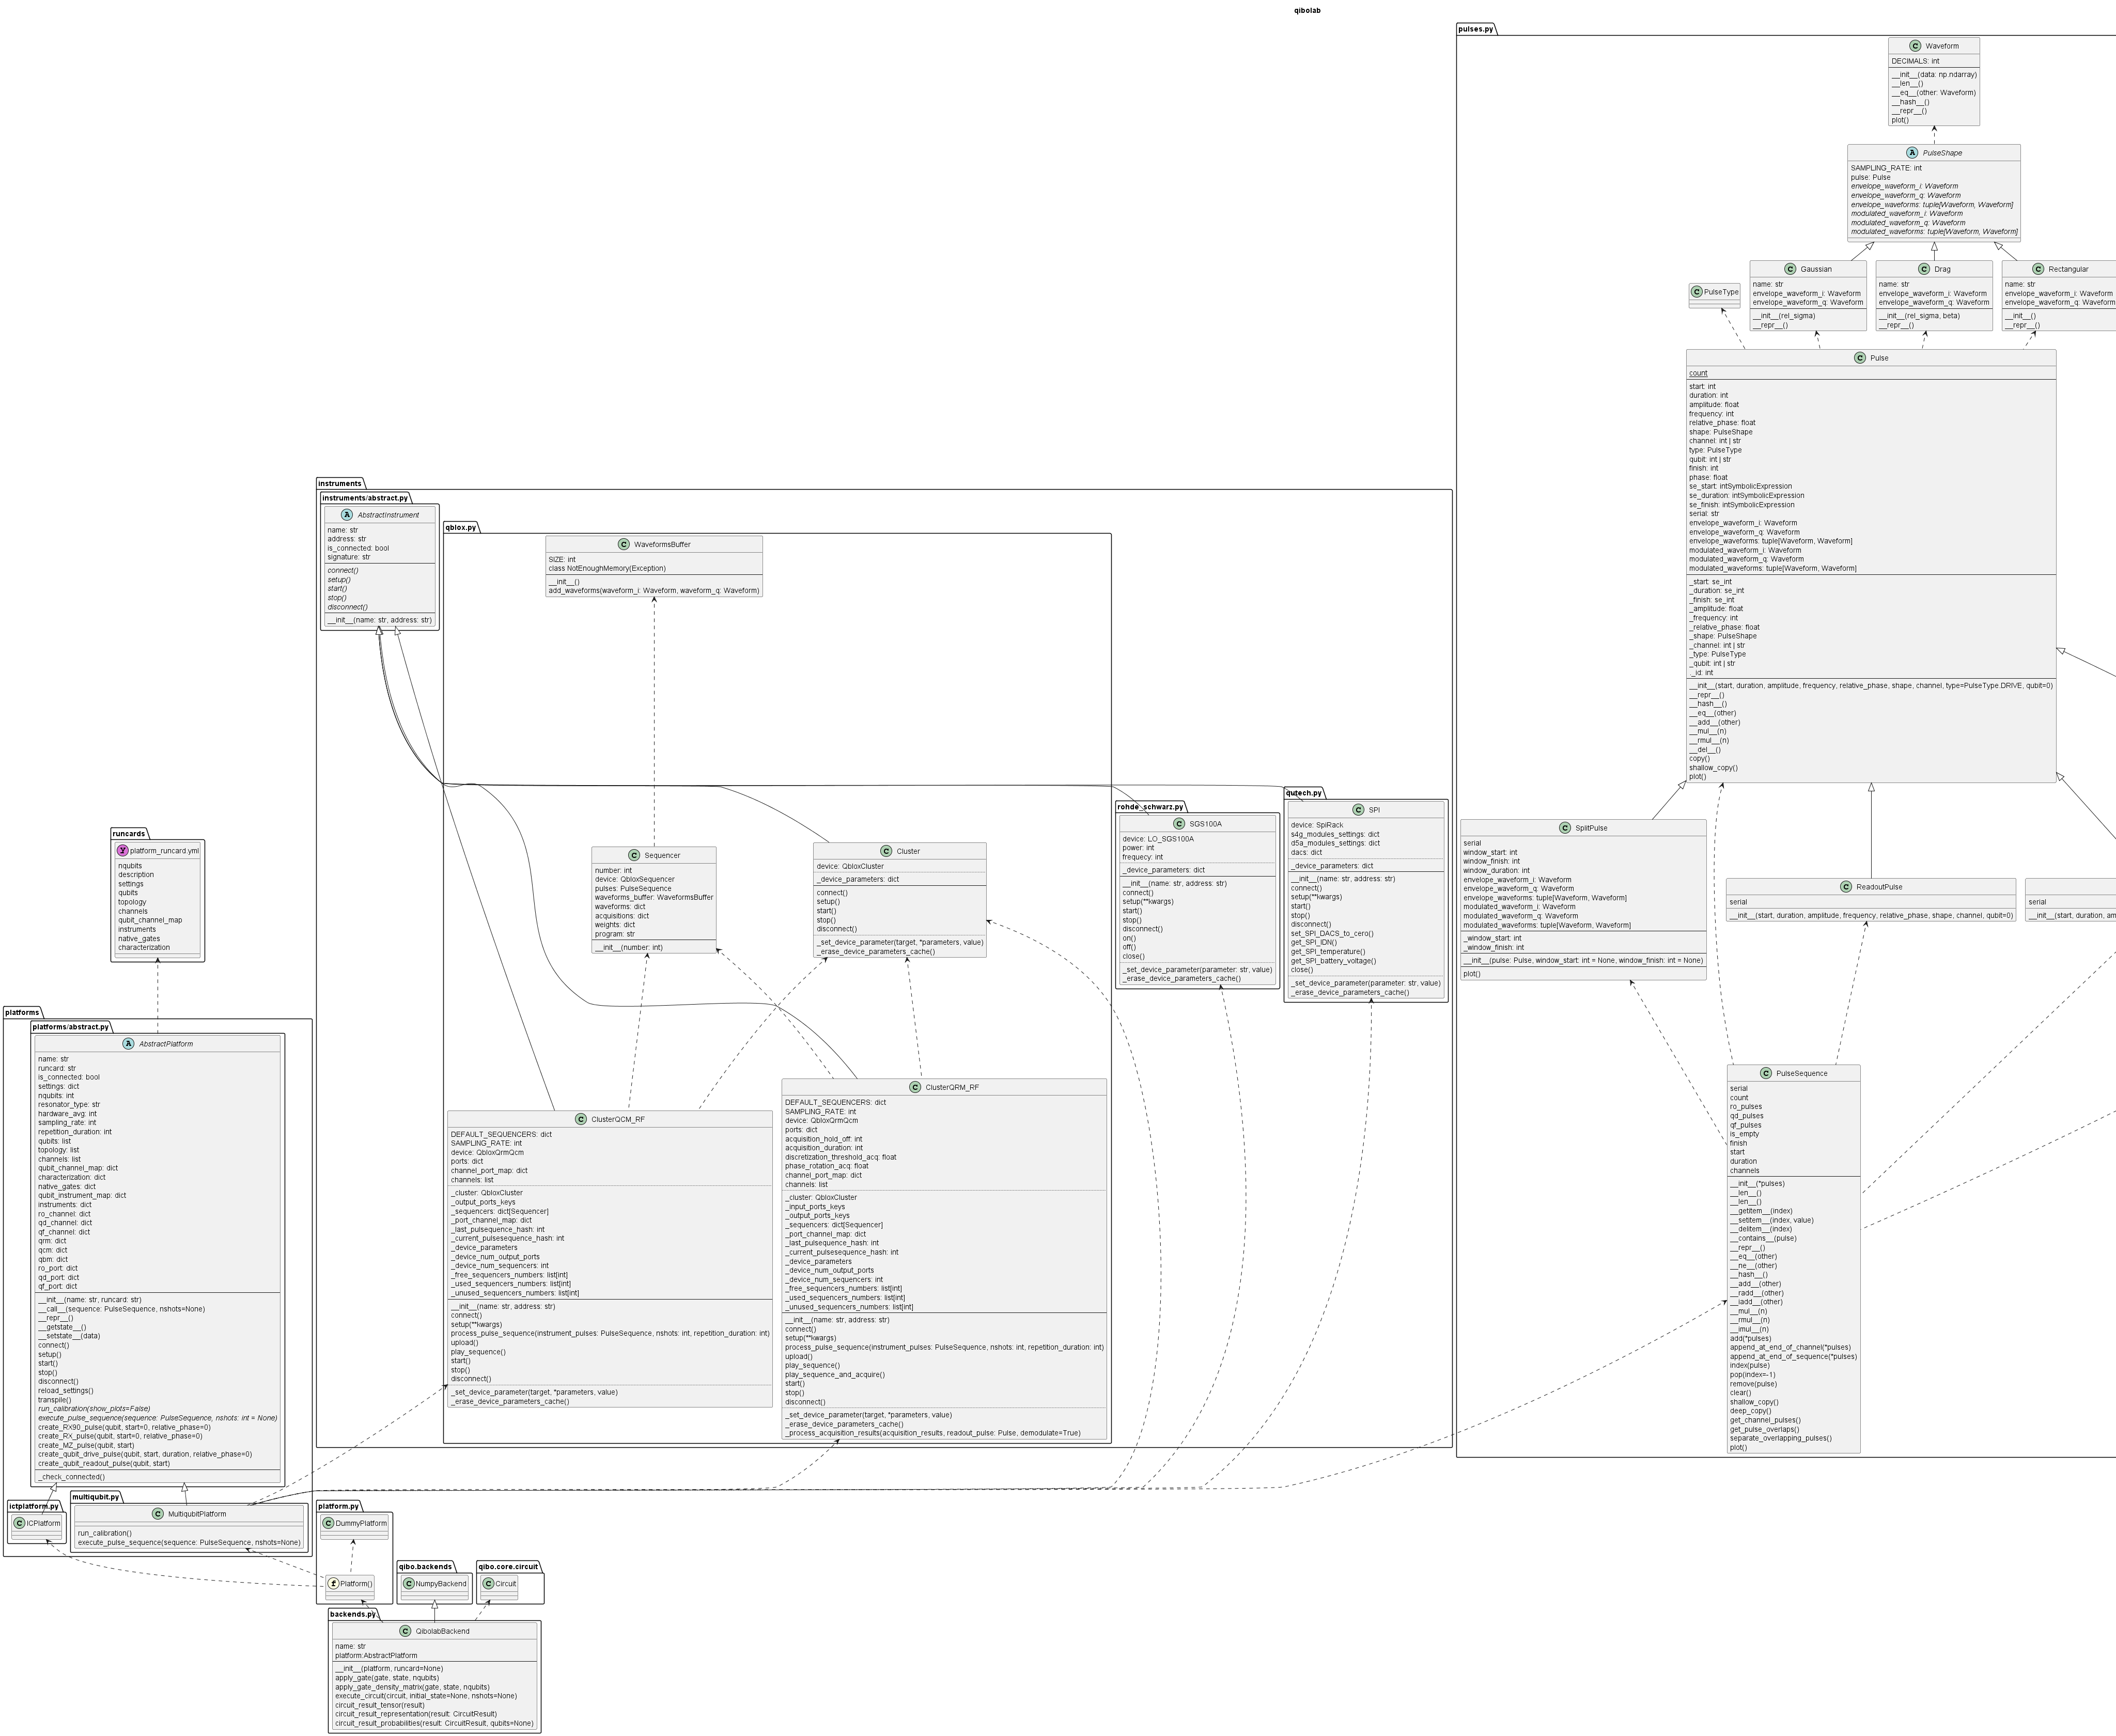 qibolab
pulses.py
Waveform
DECIMALS: int
__init__(data: np.ndarray)
__len__()
__eq__(other: Waveform)
__hash__()
__repr__()
plot()
PulseShape
SAMPLING_RATE: int
pulse: Pulse
envelope_waveform_i: Waveform
envelope_waveform_q: Waveform
envelope_waveforms: tuple[Waveform, Waveform]
modulated_waveform_i: Waveform
modulated_waveform_q: Waveform
modulated_waveforms: tuple[Waveform, Waveform]
PulseType
Gaussian
name: str
envelope_waveform_i: Waveform
envelope_waveform_q: Waveform
__init__(rel_sigma)
__repr__()
Drag
name: str
envelope_waveform_i: Waveform
envelope_waveform_q: Waveform
__init__(rel_sigma, beta)
__repr__()
Rectangular
name: str
envelope_waveform_i: Waveform
envelope_waveform_q: Waveform
__init__()
__repr__()
Pulse
count
start: int
duration: int
amplitude: float
frequency: int
relative_phase: float
shape: PulseShape
channel: int | str
type: PulseType
qubit: int | str
finish: int
phase: float
se_start: intSymbolicExpression
se_duration: intSymbolicExpression
se_finish: intSymbolicExpression
serial: str
envelope_waveform_i: Waveform
envelope_waveform_q: Waveform
envelope_waveforms: tuple[Waveform, Waveform]
modulated_waveform_i: Waveform
modulated_waveform_q: Waveform
modulated_waveforms: tuple[Waveform, Waveform]
_start: se_int
_duration: se_int
_finish: se_int
_amplitude: float
_frequency: int
_relative_phase: float
_shape: PulseShape
_channel: int | str
_type: PulseType
_qubit: int | str
_id: int
__init__(start, duration, amplitude, frequency, relative_phase, shape, channel, type=PulseType.DRIVE, qubit=0)
__repr__()
__hash__()
__eq__(other)
__add__(other)
__mul__(n)
__rmul__(n)
__del__()
copy()
shallow_copy()
plot()
instruments
instruments/abstract.py
AbstractInstrument
name: str
address: str
is_connected: bool
signature: str
connect()
setup()
start()
stop()
disconnect()
__init__(name: str, address: str)
qblox.py
WaveformsBuffer
SIZE: int
class NotEnoughMemory(Exception)
__init__()
add_waveforms(waveform_i: Waveform, waveform_q: Waveform)
Sequencer
number: int
device: QbloxSequencer
pulses: PulseSequence
waveforms_buffer: WaveformsBuffer
waveforms: dict
acquisitions: dict
weights: dict
program: str
__init__(number: int)
Cluster
device: QbloxCluster
_device_parameters: dict
connect()
setup()
start()
stop()
disconnect()
_set_device_parameter(target, *parameters, value)
_erase_device_parameters_cache()
rohde_schwarz.py
SGS100A
device: LO_SGS100A
power: int
frequecy: int
_device_parameters: dict
__init__(name: str, address: str)
connect()
setup(**kwargs)
start()
stop()
disconnect()
on()
off()
close()
_set_device_parameter(parameter: str, value)
_erase_device_parameters_cache()
qutech.py
SPI
device: SpiRack
s4g_modules_settings: dict
d5a_modules_settings: dict
dacs: dict
_device_parameters: dict
__init__(name: str, address: str)
connect()
setup(**kwargs)
start()
stop()
disconnect()
set_SPI_DACS_to_cero()
get_SPI_IDN()
get_SPI_temperature()
get_SPI_battery_voltage()
close()
_set_device_parameter(parameter: str, value)
_erase_device_parameters_cache()
SplitPulse
serial
window_start: int
window_finish: int
window_duration: int
envelope_waveform_i: Waveform
envelope_waveform_q: Waveform
envelope_waveforms: tuple[Waveform, Waveform]
modulated_waveform_i: Waveform
modulated_waveform_q: Waveform
modulated_waveforms: tuple[Waveform, Waveform]
_window_start: int
_window_finish: int
__init__(pulse: Pulse, window_start: int = None, window_finish: int = None)
plot()
ReadoutPulse
serial
__init__(start, duration, amplitude, frequency, relative_phase, shape, channel, qubit=0)
serial
__init__(start, duration, am
runcards
platform_runcard.yml
nqubits
description
settings
qubits
topology
channels
qubit_channel_map
instruments
native_gates
characterization
platforms
platforms/abstract.py
AbstractPlatform
name: str
runcard: str
is_connected: bool
settings: dict
nqubits: int
resonator_type: str
hardware_avg: int
sampling_rate: int
repetition_duration: int
qubits: list
topology: list
channels: list
qubit_channel_map: dict
characterization: dict
native_gates: dict
qubit_instrument_map: dict
instruments: dict
ro_channel: dict
qd_channel: dict
qf_channel: dict
qrm: dict
qcm: dict
qbm: dict
ro_port: dict
qd_port: dict
qf_port: dict
__init__(name: str, runcard: str)
__call__(sequence: PulseSequence, nshots=None)
__repr__()
__getstate__()
__setstate__(data)
connect()
setup()
start()
stop()
disconnect()
reload_settings()
transpile()
run_calibration(show_plots=False)
execute_pulse_sequence(sequence: PulseSequence, nshots: int = None)
create_RX90_pulse(qubit, start=0, relative_phase=0)
create_RX_pulse(qubit, start=0, relative_phase=0)
create_MZ_pulse(qubit, start)
create_qubit_drive_pulse(qubit, start, duration, relative_phase=0)
create_qubit_readout_pulse(qubit, start)
_check_connected()
ClusterQCM_RF
DEFAULT_SEQUENCERS: dict
SAMPLING_RATE: int
device: QbloxQrmQcm
ports: dict
channel_port_map: dict
channels: list
_cluster: QbloxCluster
_output_ports_keys
_sequencers: dict[Sequencer]
_port_channel_map: dict
_last_pulsequence_hash: int
_current_pulsesequence_hash: int
_device_parameters
_device_num_output_ports
_device_num_sequencers: int
_free_sequencers_numbers: list[int]
_used_sequencers_numbers: list[int]
_unused_sequencers_numbers: list[int]
__init__(name: str, address: str)
connect()
setup(**kwargs)
process_pulse_sequence(instrument_pulses: PulseSequence, nshots: int, repetition_duration: int)
upload()
play_sequence()
start()
stop()
disconnect()
_set_device_parameter(target, *parameters, value)
_erase_device_parameters_cache()
ClusterQRM_RF
DEFAULT_SEQUENCERS: dict
SAMPLING_RATE: int
device: QbloxQrmQcm
ports: dict
acquisition_hold_off: int
acquisition_duration: int
discretization_threshold_acq: float
phase_rotation_acq: float
channel_port_map: dict
channels: list
_cluster: QbloxCluster
_input_ports_keys
_output_ports_keys
_sequencers: dict[Sequencer]
_port_channel_map: dict
_last_pulsequence_hash: int
_current_pulsesequence_hash: int
_device_parameters
_device_num_output_ports
_device_num_sequencers: int
_free_sequencers_numbers: list[int]
_used_sequencers_numbers: list[int]
_unused_sequencers_numbers: list[int]
__init__(name: str, address: str)
connect()
setup(**kwargs)
process_pulse_sequence(instrument_pulses: PulseSequence, nshots: int, repetition_duration: int)
upload()
play_sequence()
play_sequence_and_acquire()
start()
stop()
disconnect()
_set_device_parameter(target, *parameters, value)
_erase_device_parameters_cache()
_process_acquisition_results(acquisition_results, readout_pulse: Pulse, demodulate=True)
PulseSequence
serial
count
ro_pulses
qd_pulses
qf_pulses
is_empty
finish
start
duration
channels
__init__(*pulses)
__len__()
__len__()
__getitem__(index)
__setitem__(index, value)
__delitem__(index)
__contains__(pulse)
__repr__()
__eq__(other)
__ne__(other)
__hash__()
__add__(other)
__radd__(other)
__iadd__(other)
__mul__(n)
__rmul__(n)
__imul__(n)
add(*pulses)
append_at_end_of_channel(*pulses)
append_at_end_of_sequence(*pulses)
index(pulse)
pop(index=-1)
remove(pulse)
clear()
shallow_copy()
deep_copy()
get_channel_pulses()
get_pulse_overlaps()
separate_overlapping_pulses()
plot()
ictplatform.py
ICPlatform
multiqubit.py
MultiqubitPlatform
run_calibration()
execute_pulse_sequence(sequence: PulseSequence, nshots=None)
platform.py
DummyPlatform
Platform()
qibo.backends
NumpyBackend
qibo.core.circuit
Circuit
backends.py
QibolabBackend
name: str
platform:AbstractPlatform
__init__(platform, runcard=None)
apply_gate(gate, state, nqubits)
apply_gate_density_matrix(gate, state, nqubits)
execute_circuit(circuit, initial_state=None, nshots=None)
circuit_result_tensor(result)
circuit_result_representation(result: CircuitResult)
circuit_result_probabilities(result: CircuitResult, qubits=None)